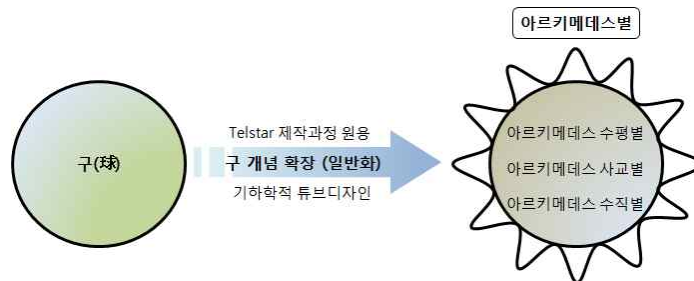 아르키메데스별
구(球)
Telstar 제작과정 원용
구 개념 확장 (일반화)
기하학적 튜브디자인
아르키메데스 수평별
아르키메데스 사교별
아르키메데스 수직별